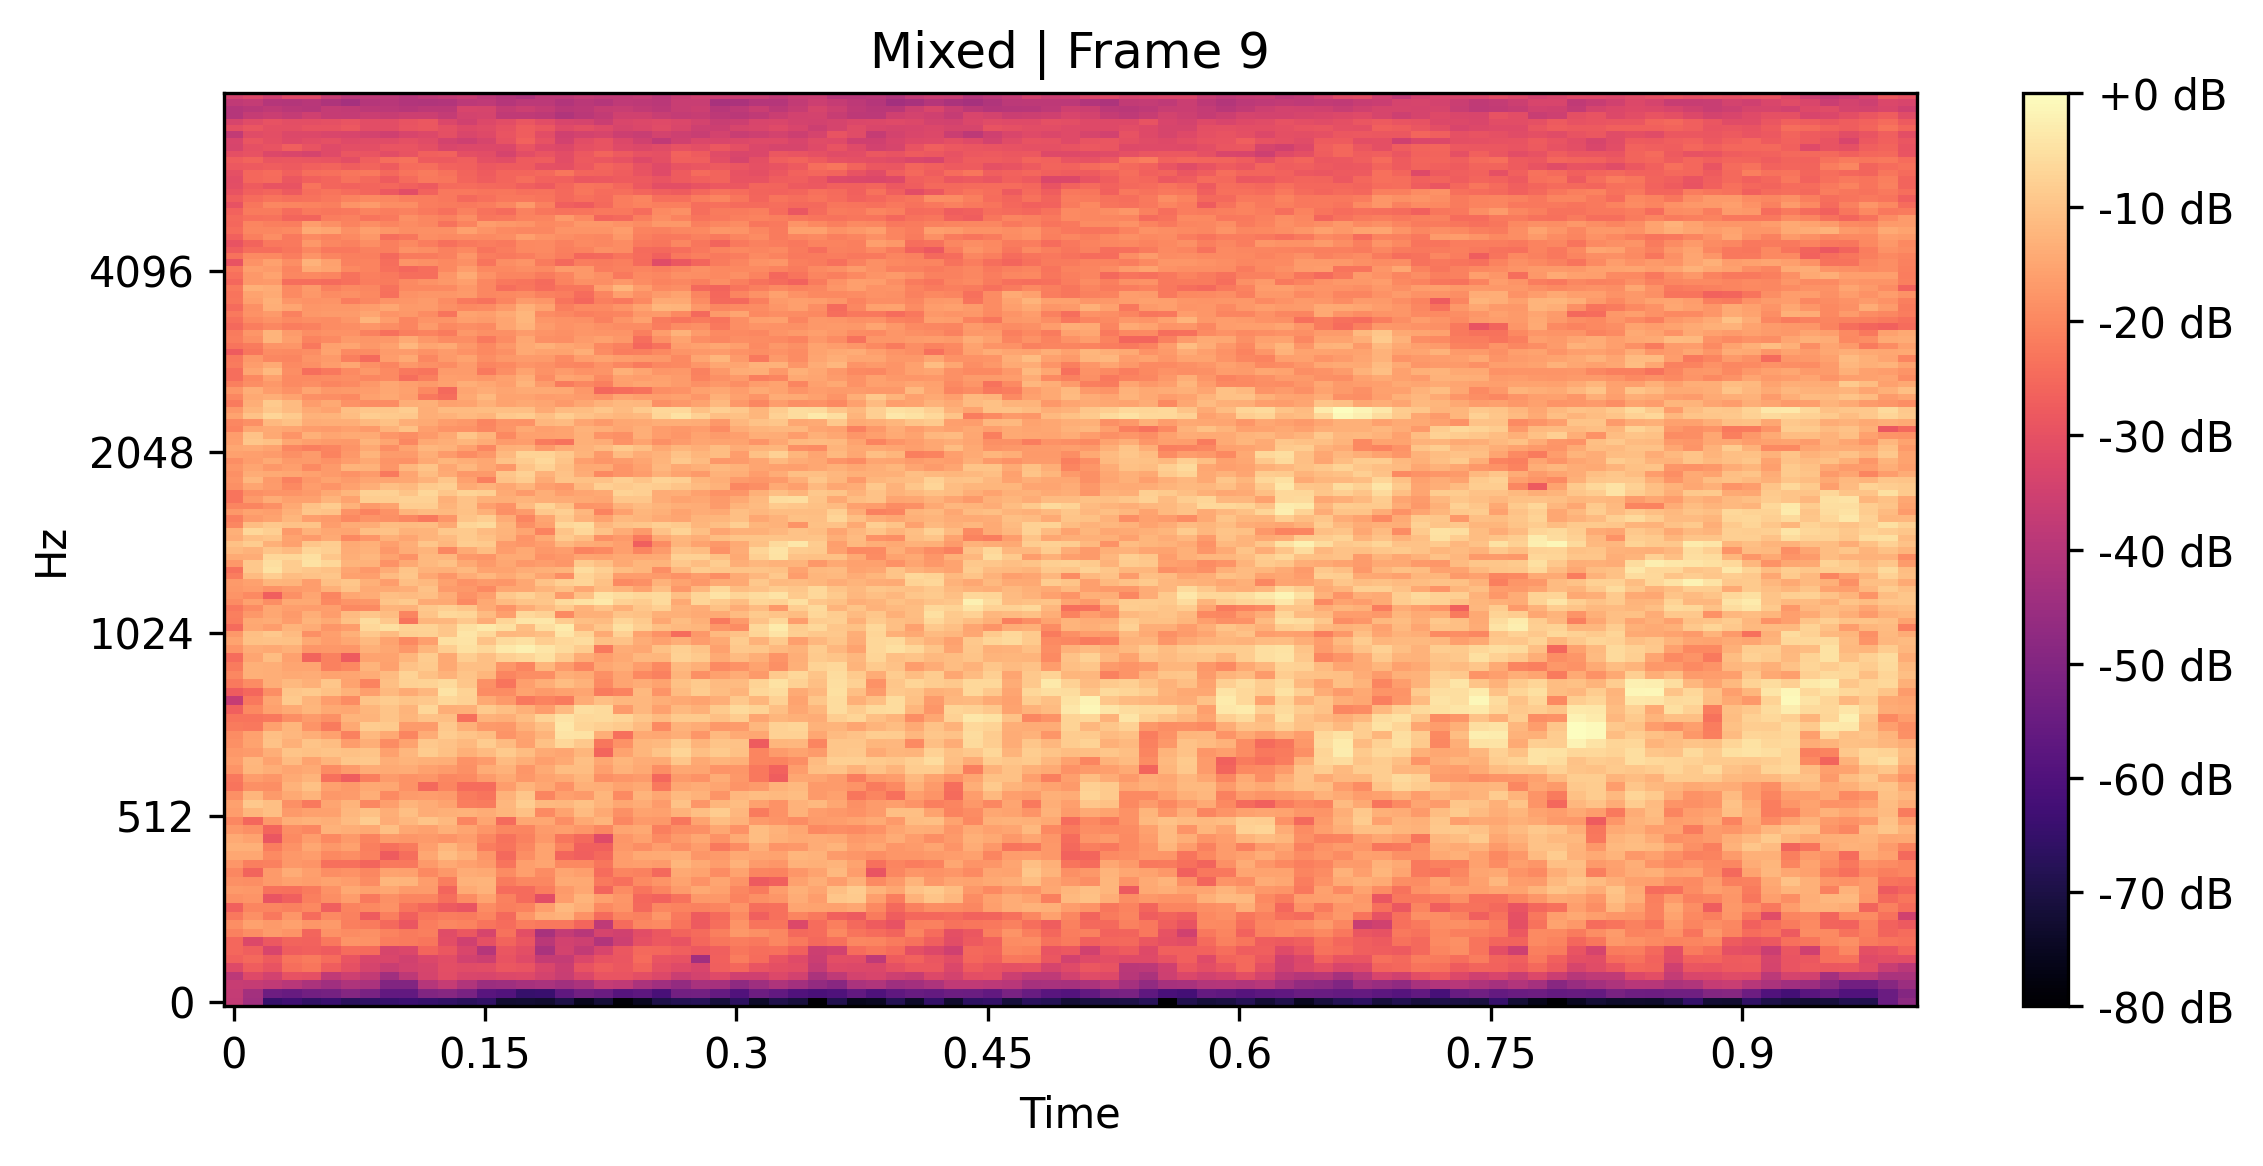 Mixed | Frame 9
Hz
4096
2048
1024
512
0
0 0.15 0.3 0.45 0.6 0.75 0.9
Time
+0 dB
-10 dB
-20 dB
-30 dB
-40 dB
-50 dB
-60 dB
-70 dB
-80 dB